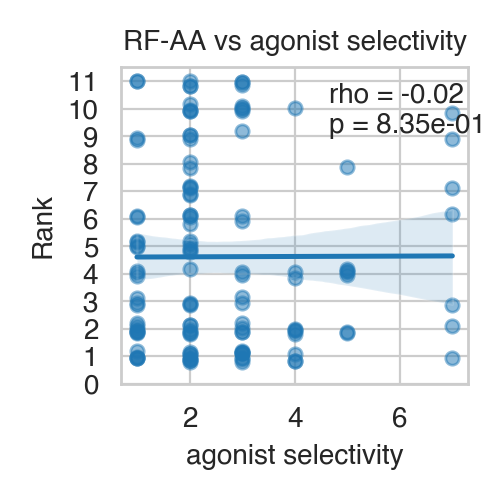 RF-AA vs agonist selectivity
rho = -0.02
p = 8.35e-01
Rank
11
10
9
8
7
6
5
4
3
2
1
0
2 4 6
agonist selectivity